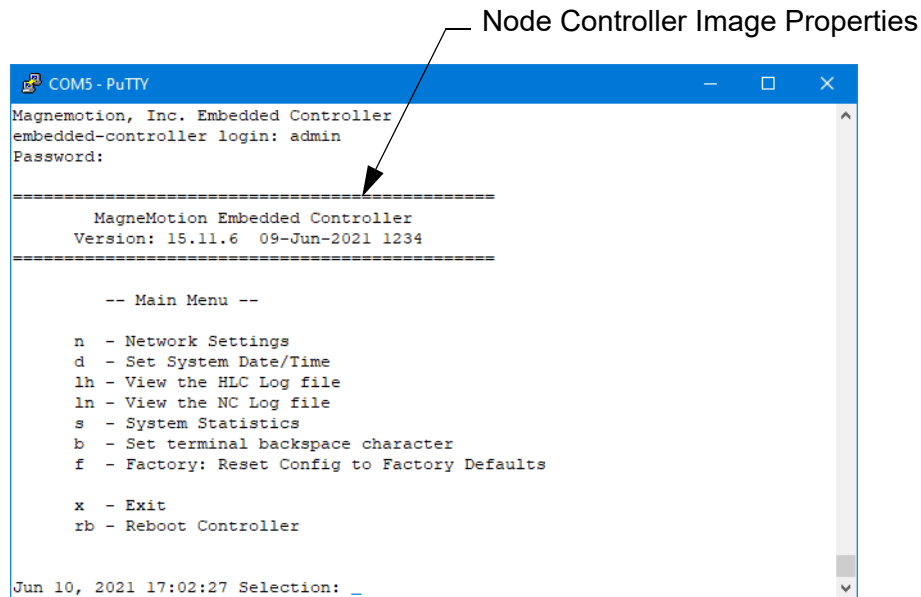 Node Controller Image Properties
COM5 - PuTTY
Magnemotion, Inc. Embedded Controller
embedded-controller login: admin
Password:
================================================
MagneMotion Embedded Controller
Version: 15.11.6  09-Jun-2021 1234
================================================
-- Main Menu --
n  - Network Settings
d  - Set System Date/Time
lh - View the HLC Log file
ln - View the NC Log file
s  - System Statistics
b  - Set terminal backspace character
f  - Factory: Reset Config to Factory Defaults
x  - Exit
rb - Reboot Controller
Jun 10, 2021 17:02:27 Selection: _